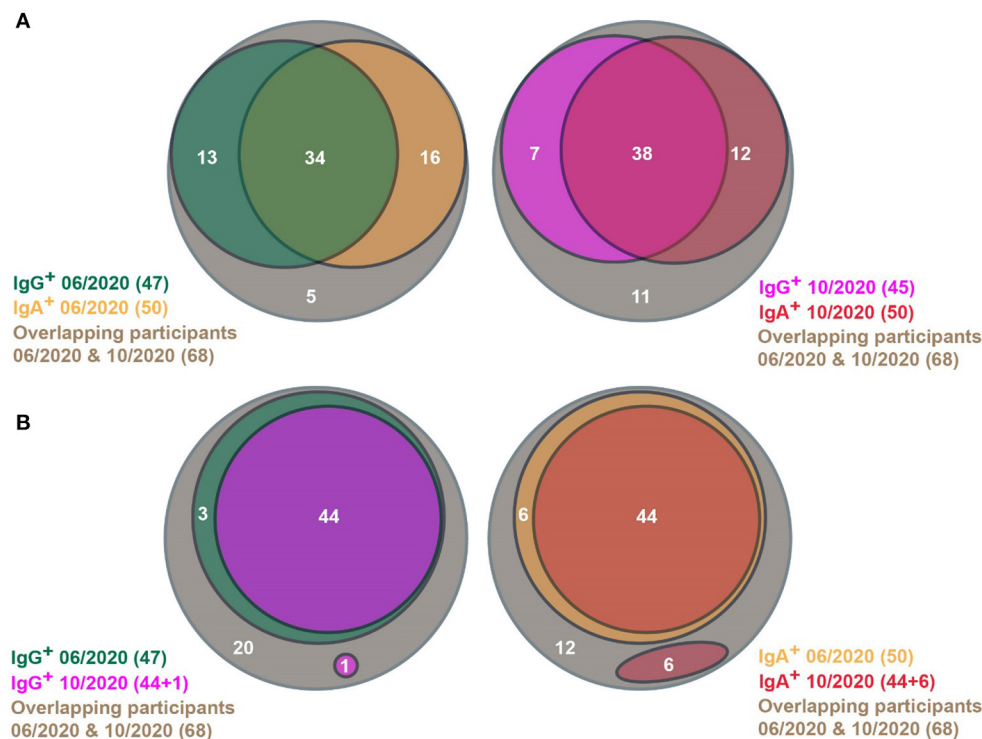 A
13
34
16
5
7
38
12
11
IgG+ 06/2020 (47)
IgA+ 06/2020 (50)
Overlapping participants
06/2020 & 10/2020 (68)
IgG+ 10/2020 (45)
IgA+ 10/2020 (50)
Overlapping participants
06/2020 & 10/2020 (68)
B
3
44
20
1
6
44
12
6
IgG+ 06/2020 (47)
IgG+ 10/2020 (44+1)
Overlapping participants
06/2020 & 10/2020 (68)
IgA+ 06/2020 (50)
IgA+ 10/2020 (44+6)
Overlapping participants
06/2020 & 10/2020 (68)